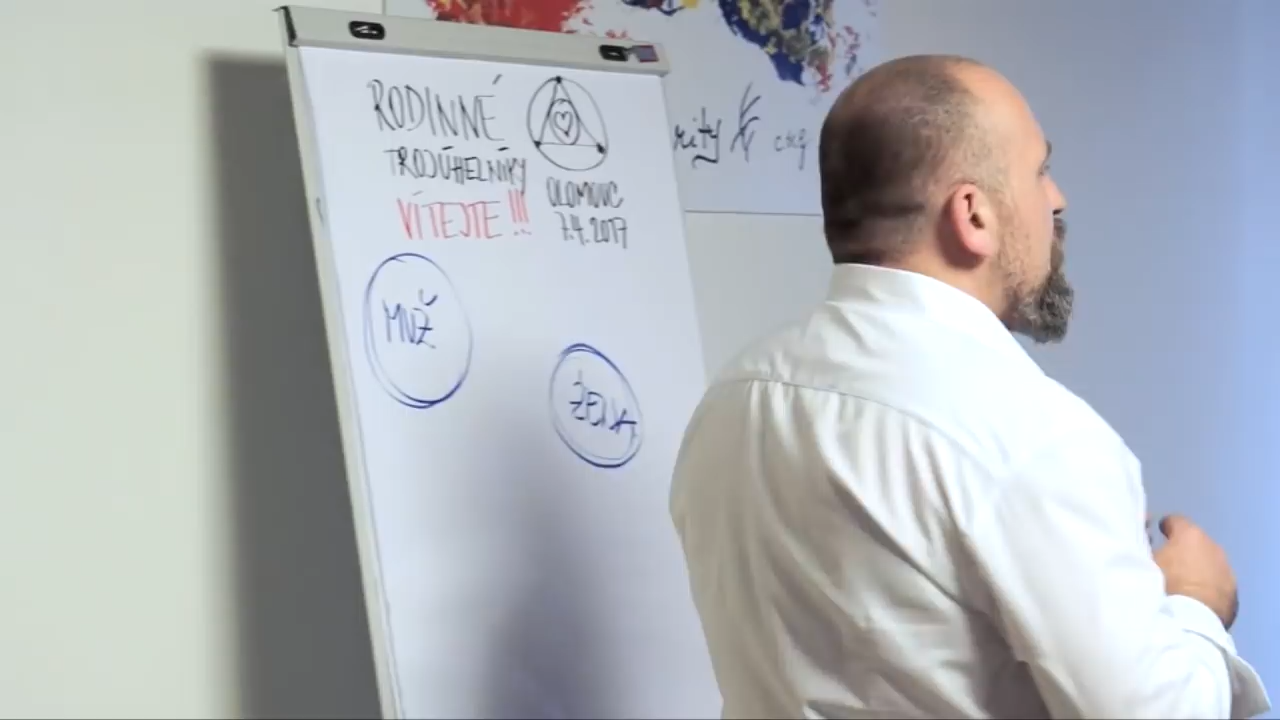 RODINNÉ
TROJÚHELNÍKY
VÍTEJTE!!!
OLOMOUC
7.4.2017
MUŽ
ŽENA
rity